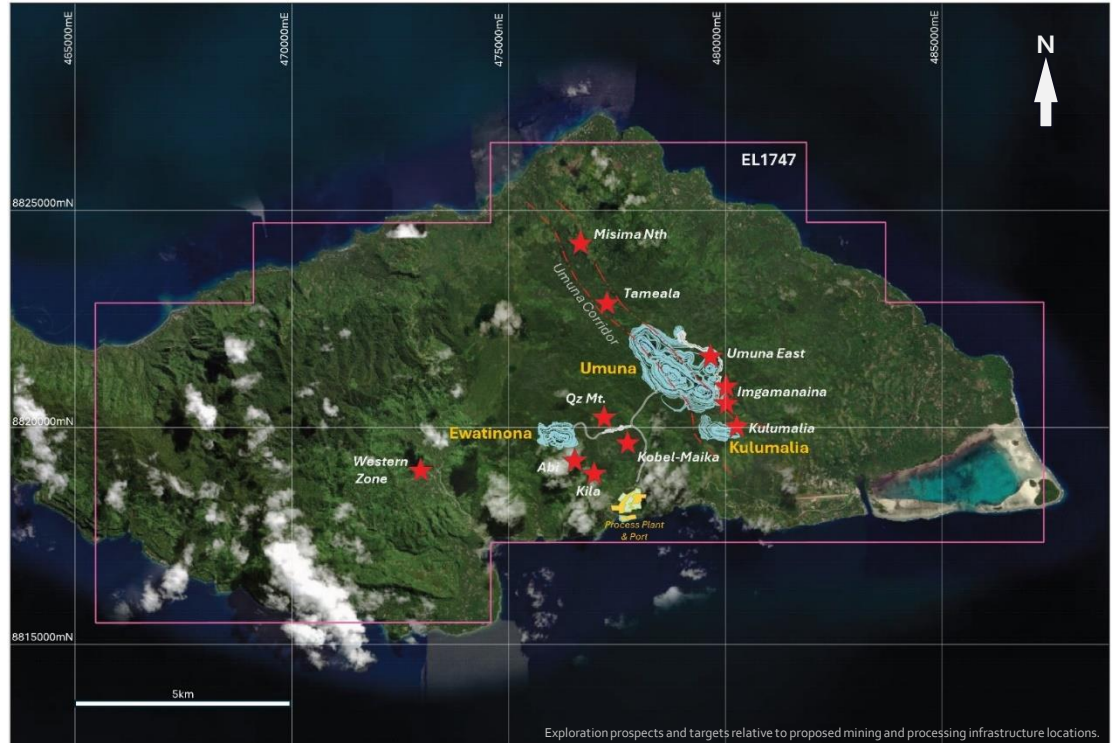 465000mE
470000mE
475000mE
480000mE
485000mE
N
EL1747
8825000mN
Misima Nth
Umuna Corridor
Tameala
Umuna East
Umuna
Imgamanaina
Qz Mt.
8820000mN
Ewatinona
Kulumalia
Kulumalia
Kobel-Maika
Western
Zone
Abi
Kila
Process Plant
& Port
8815000mN
5km
Exploration prospects and targets relative to proposed mining and processing infrastructure locations.